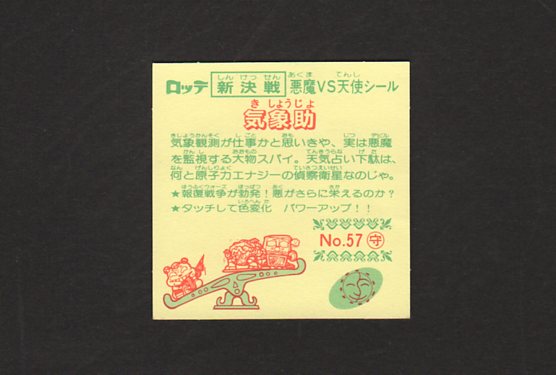 ロッテ 新決戦 悪魔VS天使シール
気象助
気象観測が仕事かと思いきや、実は悪魔
を監視する大物スパイ。天気占い下駄は、
何と原子力エナジーの偵察衛星なのじゃ。
★報復戦争が勃発!悪がさらに栄えるのか?
★タッチして色変化 パワーアップ!!
No.57 守